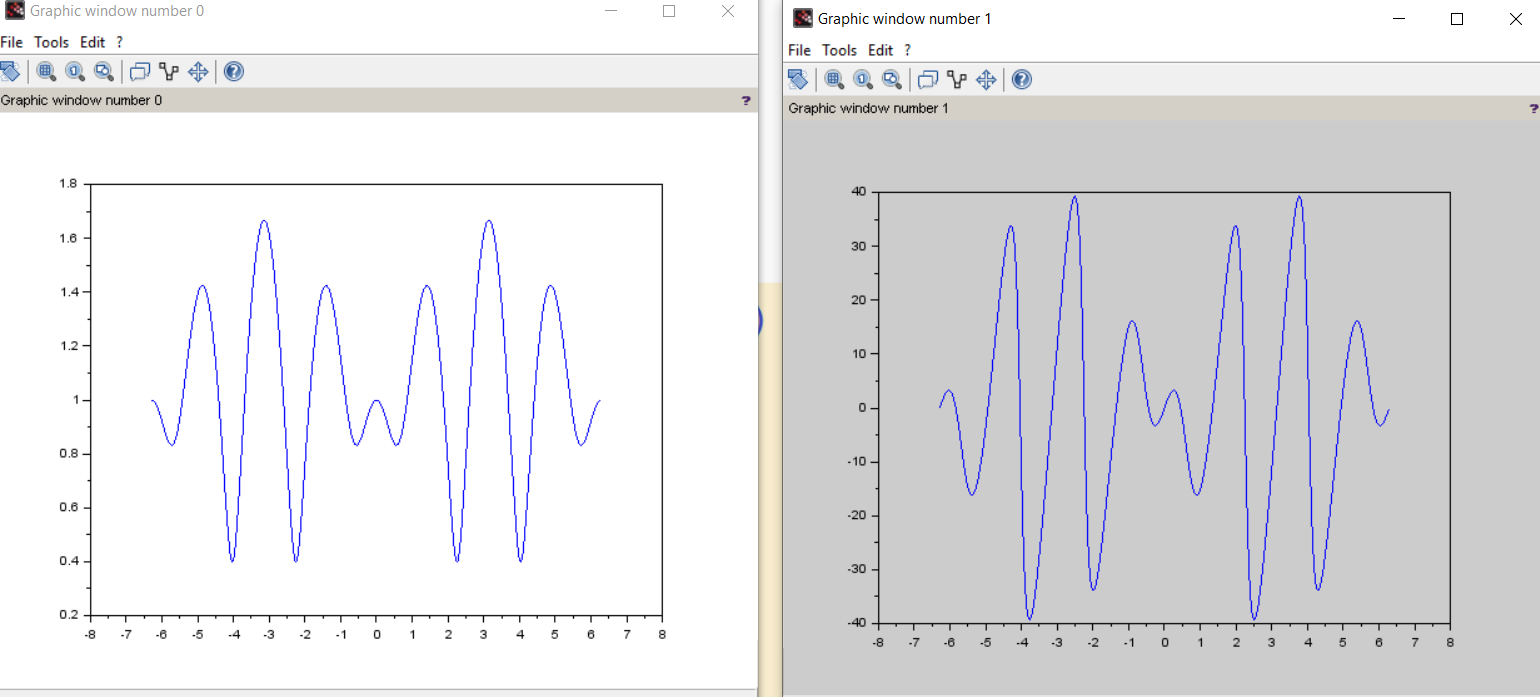 Graphic window number 0
File Tools Edit ?
Graphic window number 0 ?
1.8
1.6
1.4
1.2
1
0.8
0.6
0.4
0.2
-8 -7 -6 -5 -4 -3 -2 -1 0 1 2 3 4 5 6 7 8
Graphic window number 1
File Tools Edit ?
Graphic window number 1 ?
40
30
20
10
0
-10
-20
-30
-40
-8 -7 -6 -5 -4 -3 -2 -1 0 1 2 3 4 5 6 7 8